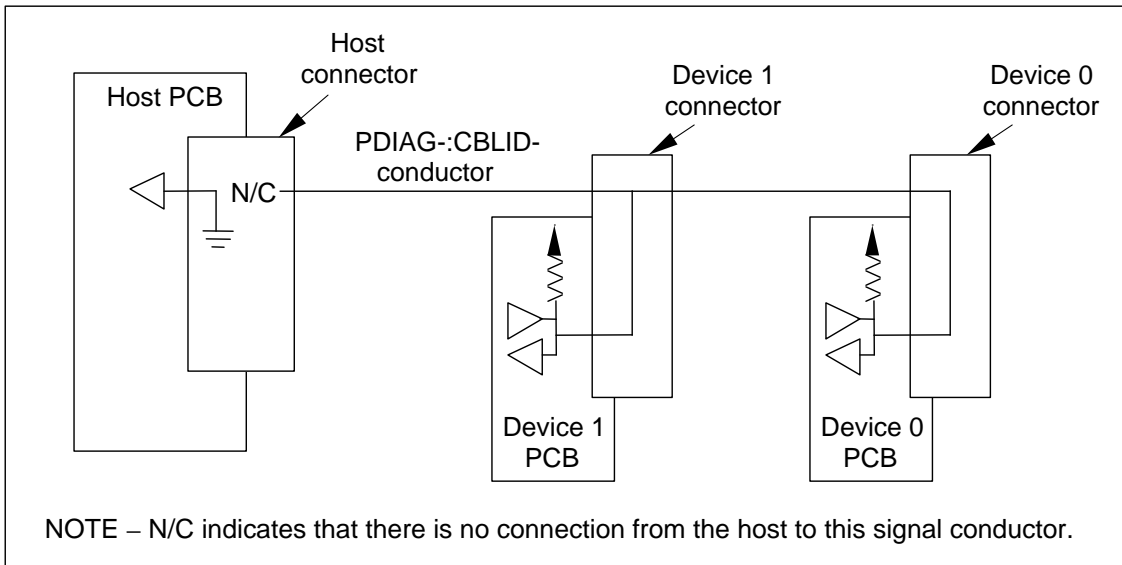 Host
connector
Host PCB
Device 1
connector
Device 0
connector
PDIAG-:CBLID-
conductor
N/C
Device 1
PCB
Device 0
PCB
NOTE – N/C indicates that there is no connection from the host to this signal conductor.